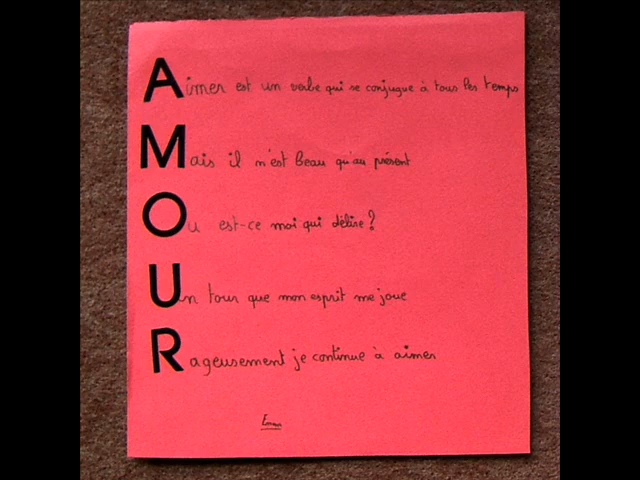 Aimer est un verbe qui se conjugue à tous les temps
Mais il n'est beau qu'au présent
Ou est-ce moi qui délire?
Un tour que mon esprit me joue
Rageusement je continue à aimer